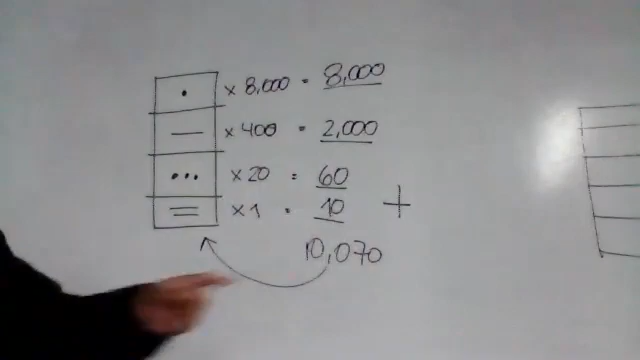 • × 8,000 = 8,000
— × 400 = 2,000
••• × 20 = 60
= × 1 = 10 +
10,070